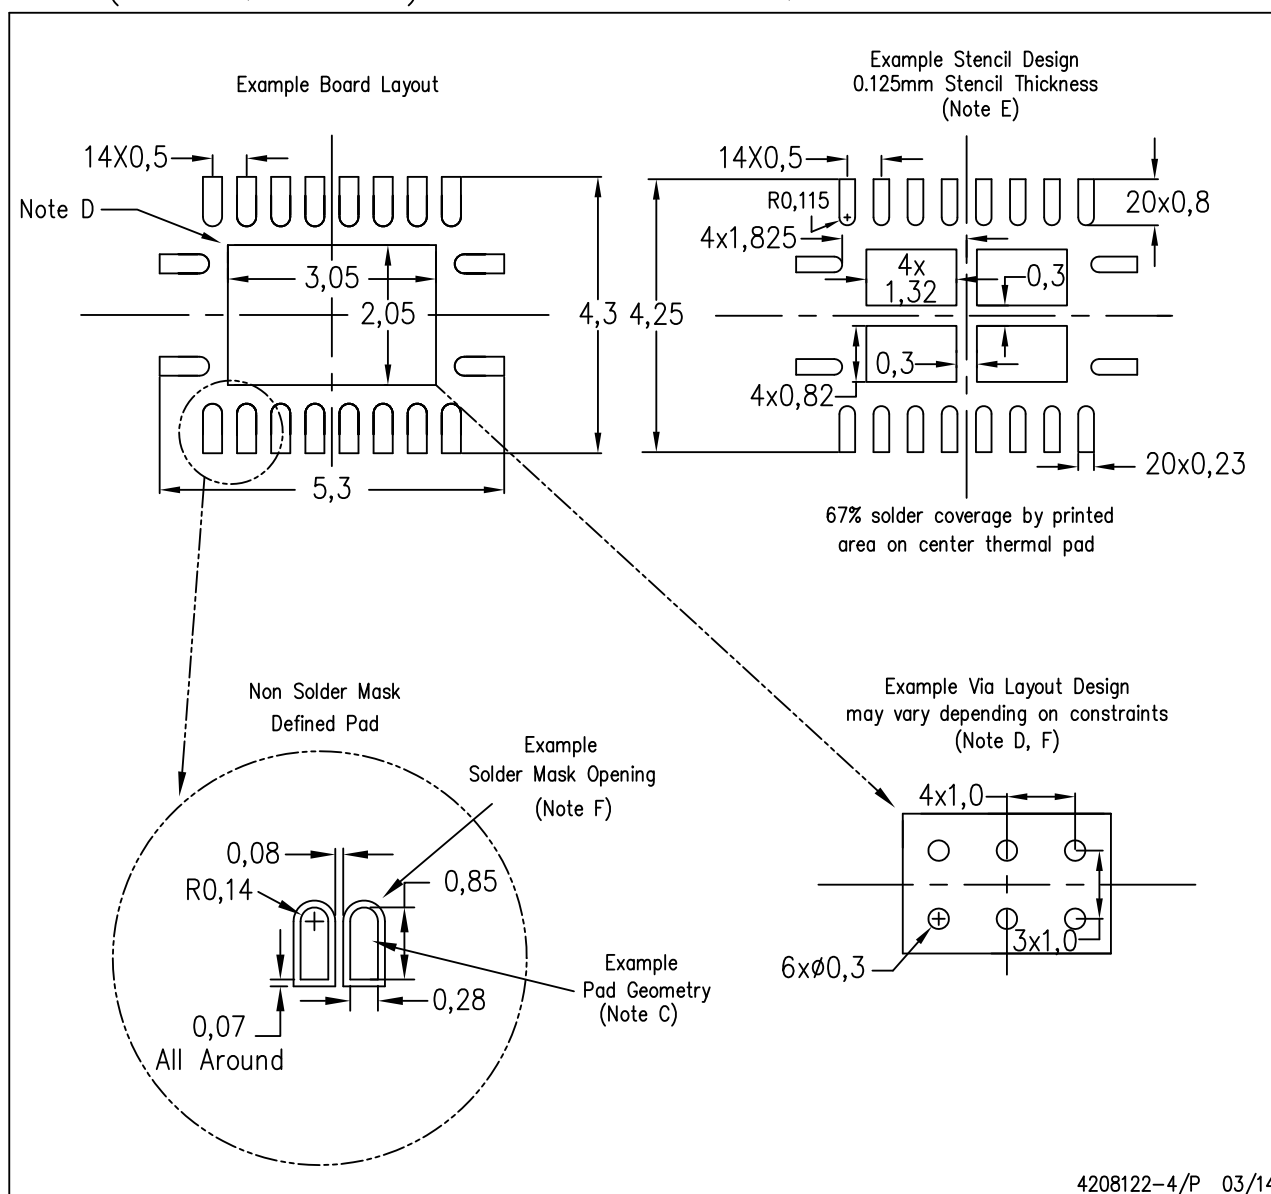 Example Board Layout
Example Stencil Design
0.125mm Stencil Thickness
(Note E)
14X0,5
Note D
3,05
2,05
4,3
5,3
14X0,5
R0,115
4x1,825
4x
1,32
0,3
20x0,8
4,25
0,3
4x0,82
20x0,23
67% solder coverage by printed
area on center thermal pad
Non Solder Mask
Defined Pad
Example
Solder Mask Opening
(Note F)
0,08
R0,14
0,85
0,28
0,07
All Around
Example
Pad Geometry
(Note C)
Example Via Layout Design
may vary depending on constraints
(Note D, F)
4x1,0
3x1,0
6xø0,3
4208122-4/P 03/14